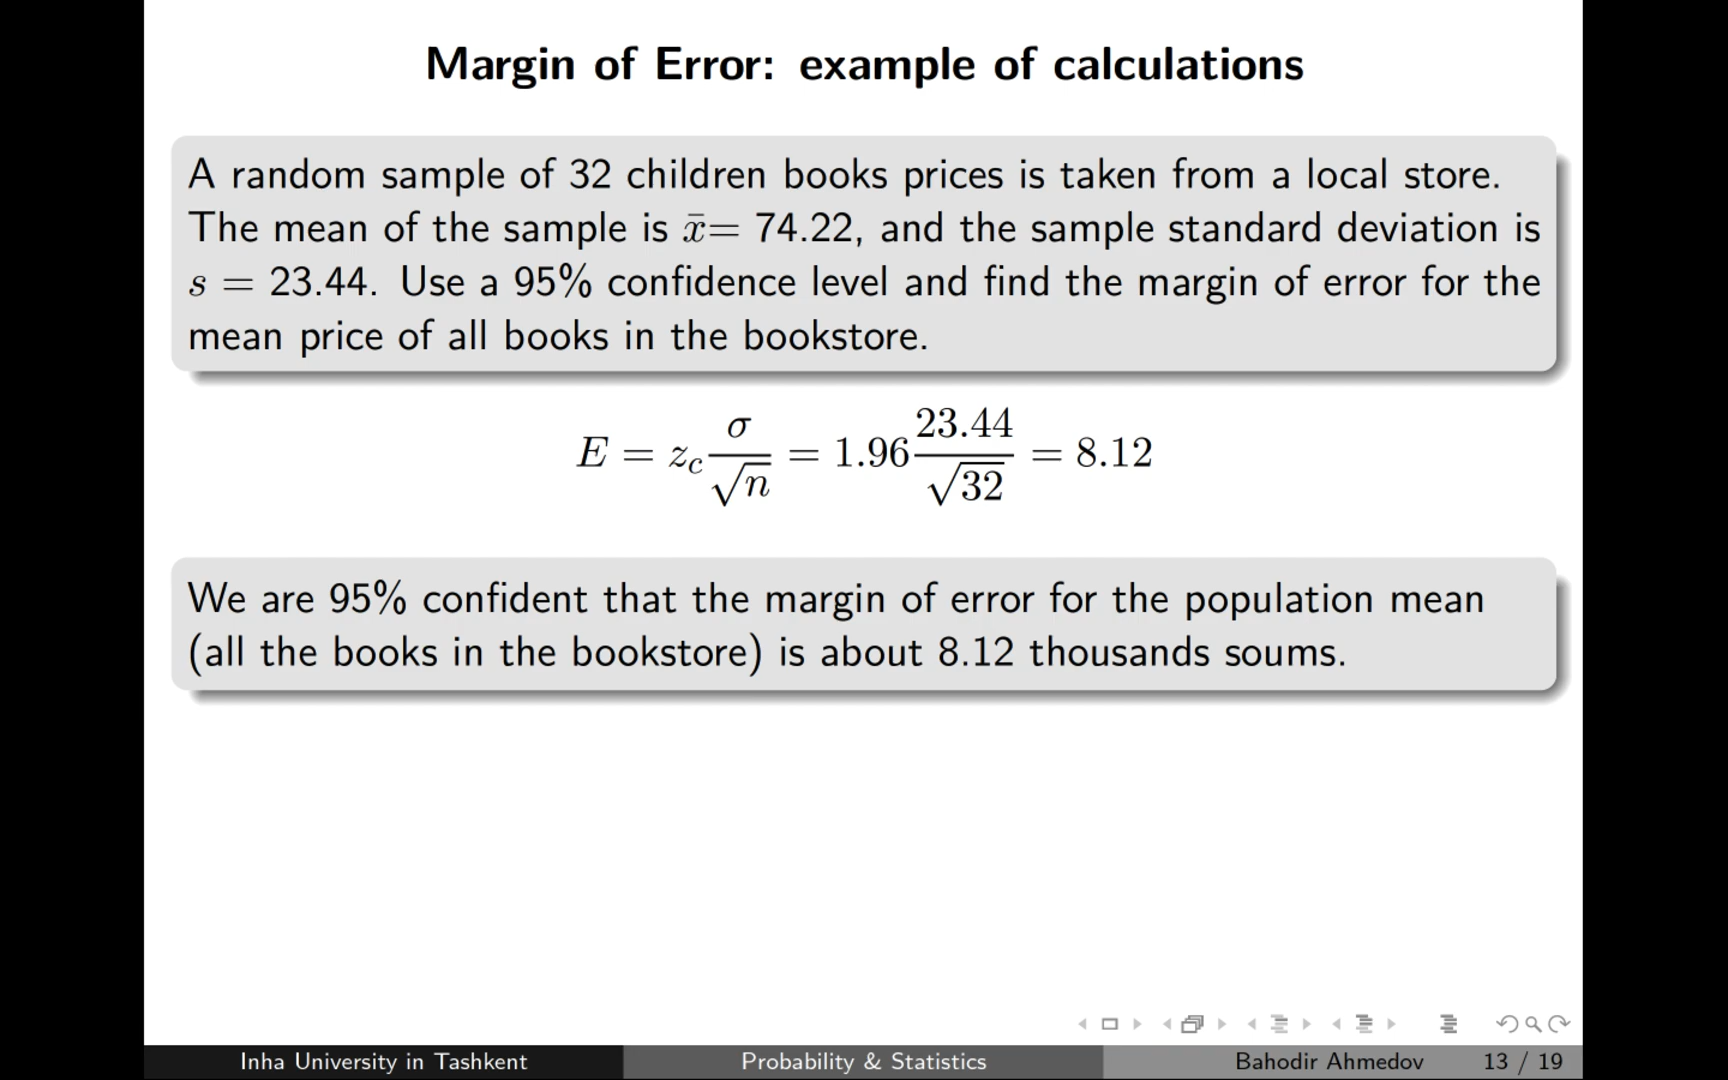 Margin of Error: example of calculations
A random sample of 32 children books prices is taken from a local store.
The mean of the sample is x̄= 74.22, and the sample standard deviation is
s = 23.44. Use a 95% confidence level and find the margin of error for the
mean price of all books in the bookstore.
E = z_c σ/√n = 1.96 23.44/√32 = 8.12
We are 95% confident that the margin of error for the population mean
(all the books in the bookstore) is about 8.12 thousands soums.
Inha University in Tashkent Probability & Statistics Bahodir Ahmedov 13 / 19